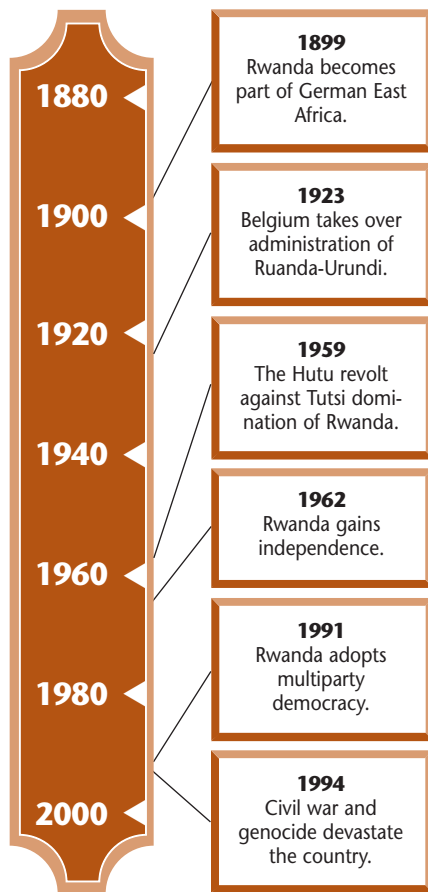 1880
1900
1920
1940
1960
1980
2000
1899
Rwanda becomes
part of German East
Africa.
1923
Belgium takes over
administration of
Ruanda-Urundi.
1959
The Hutu revolt
against Tutsi domi-
nation of Rwanda.
1962
Rwanda gains
independence.
1991
Rwanda adopts
multiparty
democracy.
1994
Civil war and
genocide devastate
the country.